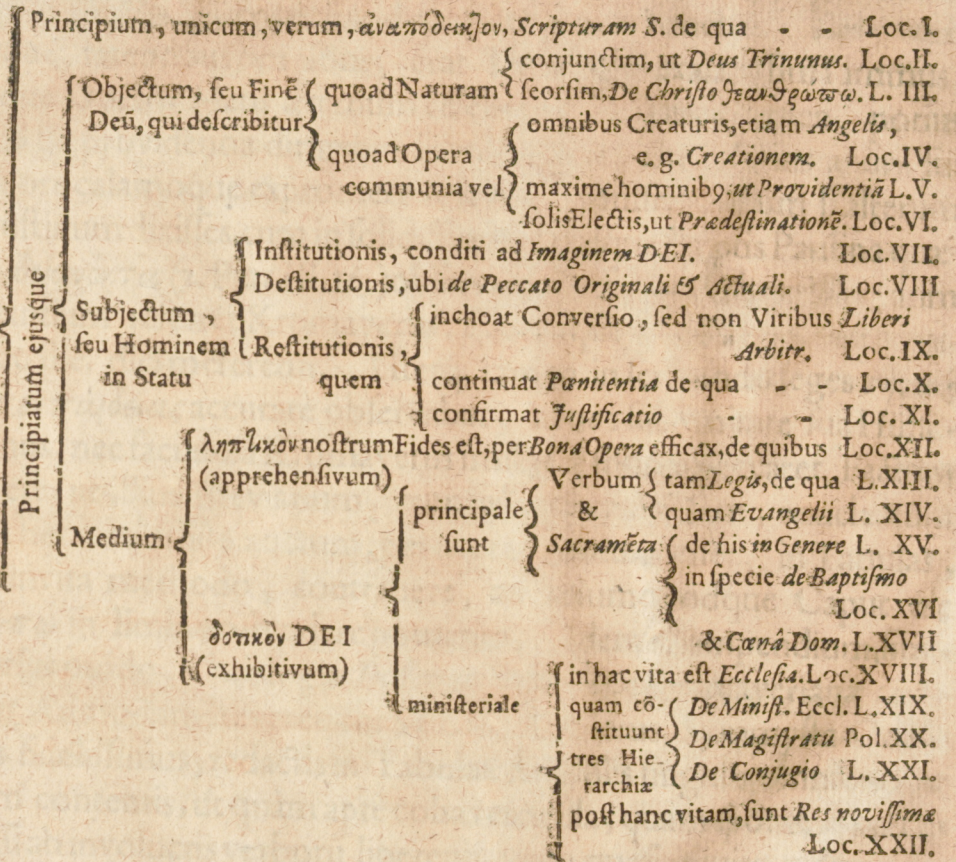 Principium, unicum, verum, ἀναπόδεικτον, Scripturam S. de qua - - Loc. I.
conjunctim, ut Deus Trinunus. Loc. II.
Objectum, seu Finē quoad Naturam seorsim, De Christo θεανθρώπῳ. L. III.
Deū, qui describitur
omnibus Creaturis, etiam Angelis,
quoad Opera e. g. Creationem. Loc. IV.
communia vel maxime hominib9, ut Providentiā L. V.
solis Electis, ut Prædestinationē. Loc. VI.
Principiatum ejusque
Institutionis, conditi ad Imaginem DEI. Loc. VII.
Destitutionis, ubi de Peccato Originali & Actuali. Loc. VIII
Subjectum,
seu Hominem
in Statu
inchoat Conversio, sed non Viribus Liberi
Restitutionis, Arbitr. Loc. IX.
quem continuat Pœnitentia de qua - - Loc. X.
confirmat Justificatio - - Loc. XI.
ληπτικὸν nostrum Fides est, per Bona Opera efficax, de quibus Loc. XII.
(apprehensivum)
Medium
Verbum tam Legis, de qua L. XIII.
principale & quam Evangelii L. XIV.
sunt Sacramēta de his in Genere L. XV.
in specie de Baptismo
Loc. XVI
δοτικὸν DEI & Cœnâ Dom. L. XVII
(exhibitivum)
in hac vita est Ecclesia. Loc. XVIII.
ministeriale quam cō- De Minist. Eccl. L. XIX.
stituunt De Magistratu Pol. XX.
tres Hie- De Conjugio L. XXI.
rarchiæ
post hanc vitam, sunt Res novissimæ
Loc. XXII.